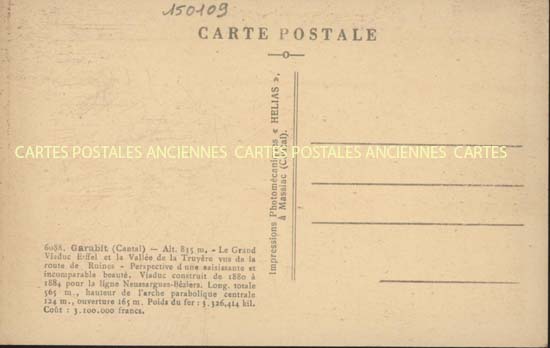 150109
CARTE POSTALE
Impressions Photomécaniques « HELIAS »,
à Massiac (Cantal).
CARTES POSTALES ANCIENNES CARTES POSTALES ANCIENNES CARTES
6088. Garabit (Cantal) — Alt. 835 m. - Le Grand
Viaduc Eiffel et la Vallée de la Truyère vus de la
route de Ruines - Perspective d'une saisissante et
incomparable beauté. Viaduc construit de 1880 à
1884 pour la ligne Neussargues-Béziers. Long. totale
565 m., hauteur de l'arche parabolique centrale
124 m., ouverture 165 m. Poids du fer : 3.326,414 kil
Coût : 3.100.000 francs.